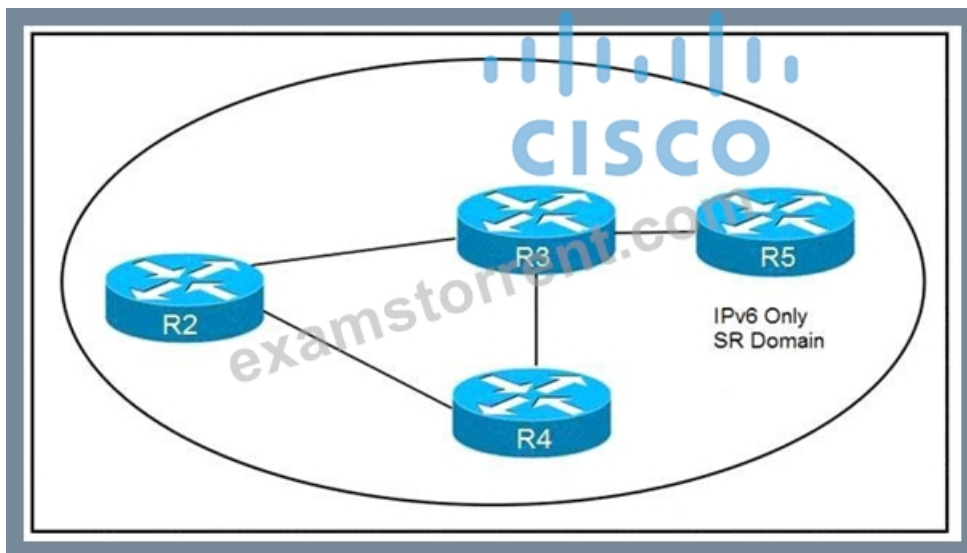 CISCO
examstorrent.com
R3
R5
R2
IPv6 Only
SR Domain
R4